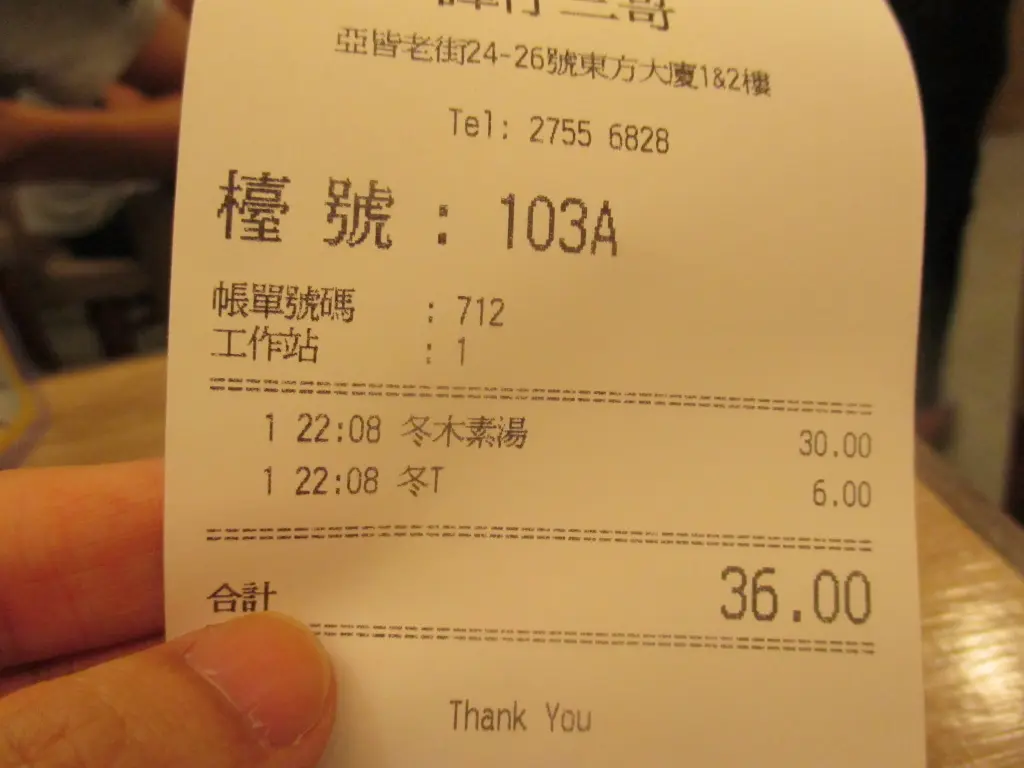 三哥
亞皆老街24-26號東方大廈1&2樓
Tel: 2755 6828
檯 號 : 103A
帳單號碼 : 712
工作站 : 1
1 22:08 冬木素湯 30.00
1 22:08 冬T 6.00
合計 36.00
Thank You